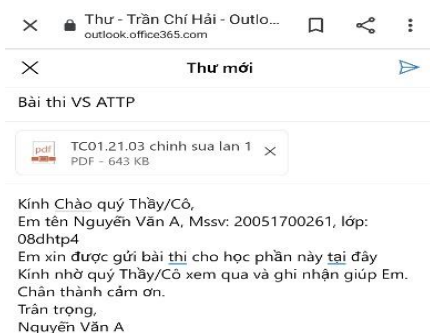 Thư - Trần Chí Hải - Outlo...
outlook.office365.com
Thư mới
Bài thi VS ATTP
pdf
TC01.21.03 chinh sua lan 1
PDF - 643 KB
Kính Chào quý Thầy/Cô,
Em tên Nguyễn Văn A, Mssv: 20051700261, lớp:
08dhtp4
Em xin được gửi bài thi cho học phần này tại đây
Kính nhờ quý Thầy/Cô xem qua và ghi nhận giúp Em.
Chân thành cảm ơn.
Trân trọng,
Nguyễn Văn A